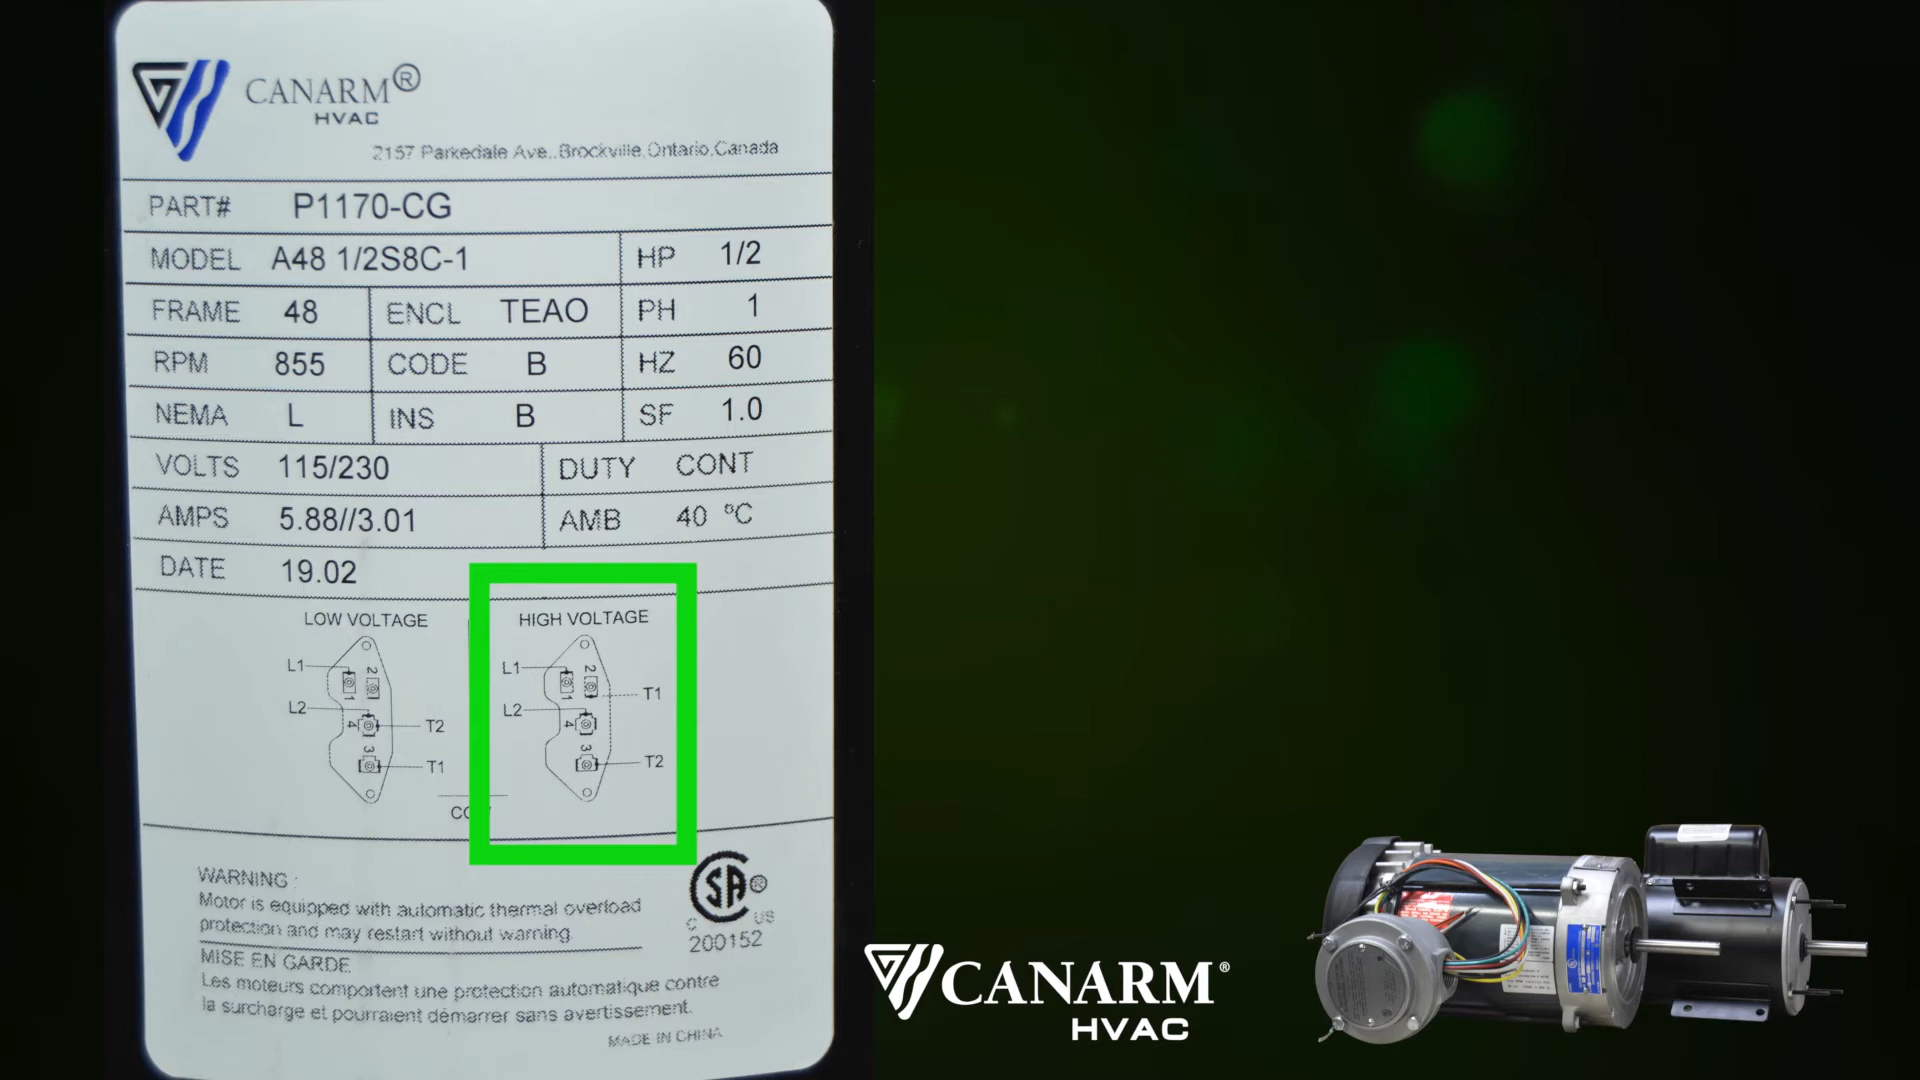 CANARM®
HVAC
2157 Parkedale Ave., Brockville, Ontario, Canada
PART# P1170-CG
MODEL A48 1/2S8C-1 HP 1/2
FRAME 48 ENCL TEAO PH 1
RPM 855 CODE B HZ 60
NEMA L INS B SF 1.0
VOLTS 115/230 DUTY CONT
AMPS 5.88//3.01 AMB 40 °C
DATE 19.02
LOW VOLTAGE HIGH VOLTAGE
L1 2 1 L1 2 1 T1
L2 4 T2 L2 4
3 T1 3 T2
WARNING :
Motor is equipped with automatic thermal overload
protection and may restart without warning.
MISE EN GARDE
Les moteurs comportent une protection automatique contre
la surcharge et pourraient démarrer sans avertissement.
MADE IN CHINA
SA®
C US
200152
CANARM®
HVAC